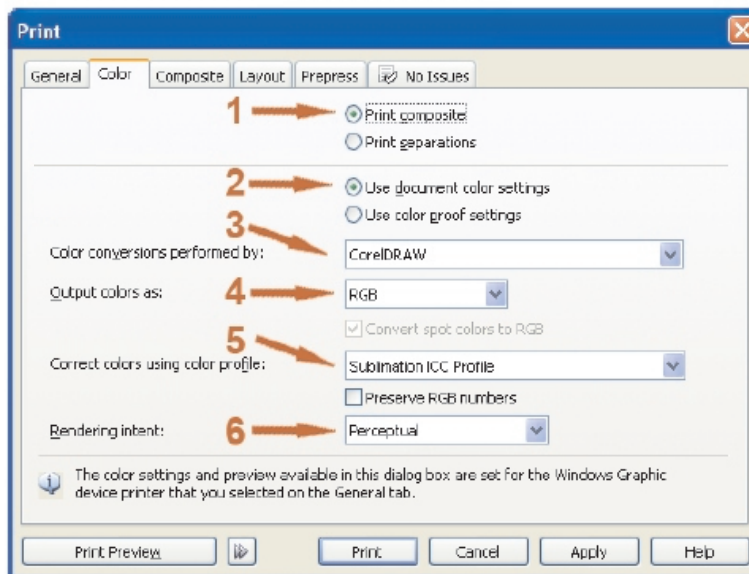 Print
General Color Composite Layout Prepress No Issues
1 Print composite
Print separations
2 Use document color settings
Use color proof settings
3
Color conversions performed by: CorelDRAW
Output colors as: 4 RGB
Convert spot colors to RGB
5
Correct colors using color profile: Sublimation ICC Profile
Preserve RGB numbers
Rendering intent: 6 Perceptual
The color settings and preview available in this dialog box are set for the Windows Graphic
device printer that you selected on the General tab.
Print Preview Print Cancel Apply Help